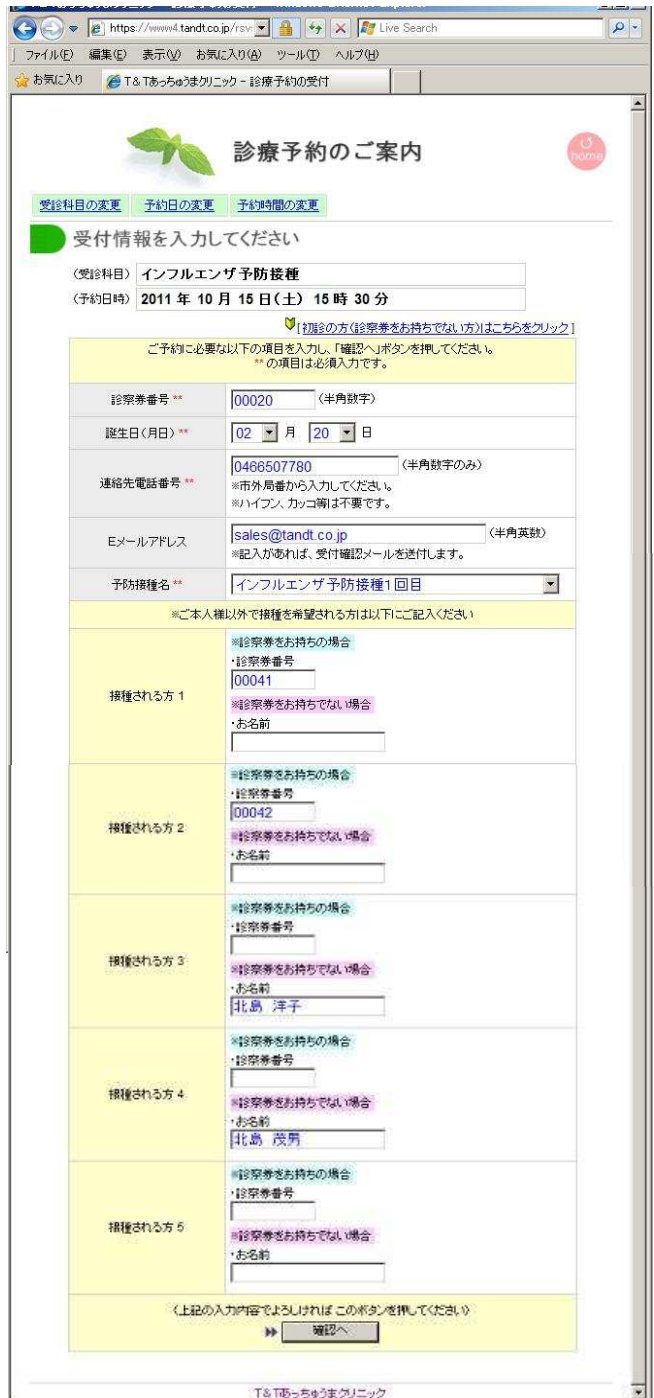 https://www4.tandt.co.jp/rsv
Live Search
ファイル(F) 編集(E) 表示(V) お気に入り(A) ツール(T) ヘルプ(H)
お気に入り
T&Tあっちゅうまクリニック - 診療予約の受付
診療予約のご案内
home
受診科目の変更 予約日の変更 予約時間の変更
受付情報を入力してください
(受診科目) インフルエンザ予防接種
(予約日時) 2011 年 10 月 15 日(土) 15 時 30 分
[初診の方(診察券をお持ちでない方)はこちらをクリック]
ご予約に必要な以下の項目を入力し、「確認へ」ボタンを押してください。
** の項目は必須入力です。
診察券番号 ** 00020 (半角数字)
誕生日(月日) ** 02 月 20 日
連絡先電話番号 ** 0466507780 (半角数字のみ)
※市外局番から入力してください。
※ハイフン、カッコ等は不要です。
Eメールアドレス sales@tandt.co.jp (半角英数)
※記入があれば、受付確認メールを送付します。
予防接種名 ** インフルエンザ予防接種1回目
※ご本人様以外で接種を希望される方は以下にご記入ください
接種される方 1
※診察券をお持ちの場合
・診察券番号
00041
※診察券をお持ちでない場合
・お名前
接種される方 2
※診察券をお持ちの場合
・診察券番号
00042
※診察券をお持ちでない場合
・お名前
接種される方 3
※診察券をお持ちの場合
・診察券番号
※診察券をお持ちでない場合
・お名前
北島 洋子
接種される方 4
※診察券をお持ちの場合
・診察券番号
※診察券をお持ちでない場合
・お名前
北島 茂男
接種される方 5
※診察券をお持ちの場合
・診察券番号
※診察券をお持ちでない場合
・お名前
(上記の入力内容でよろしければ このボタンを押してください)
確認へ
T&Tあっちゅうまクリニック